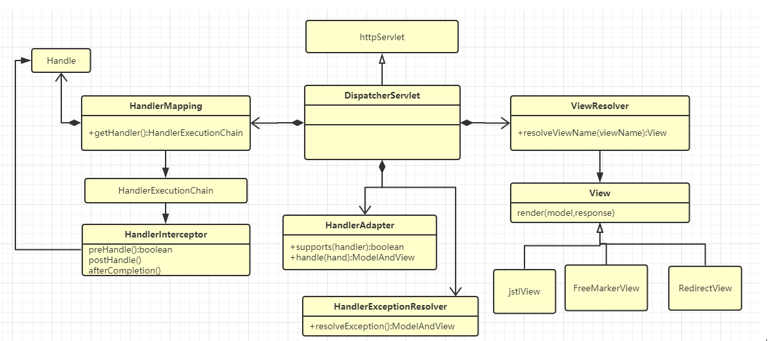 httpServlet
Handle
HandlerMapping
+getHandler():HandlerExecutionChain
DispatcherServlet
ViewResolver
+resolveViewName(viewName):View
HandlerExecutionChain
View
render(model,response)
HandlerInterceptor
preHandle():boolean
postHandle()
afterCompletion()
HandlerAdapter
+supports(handler):boolean
+handle(hand):ModelAndView
jstlView
FreeMarkerView
RedirectView
HandlerExceptionResolver
+resolveException():ModelAndView